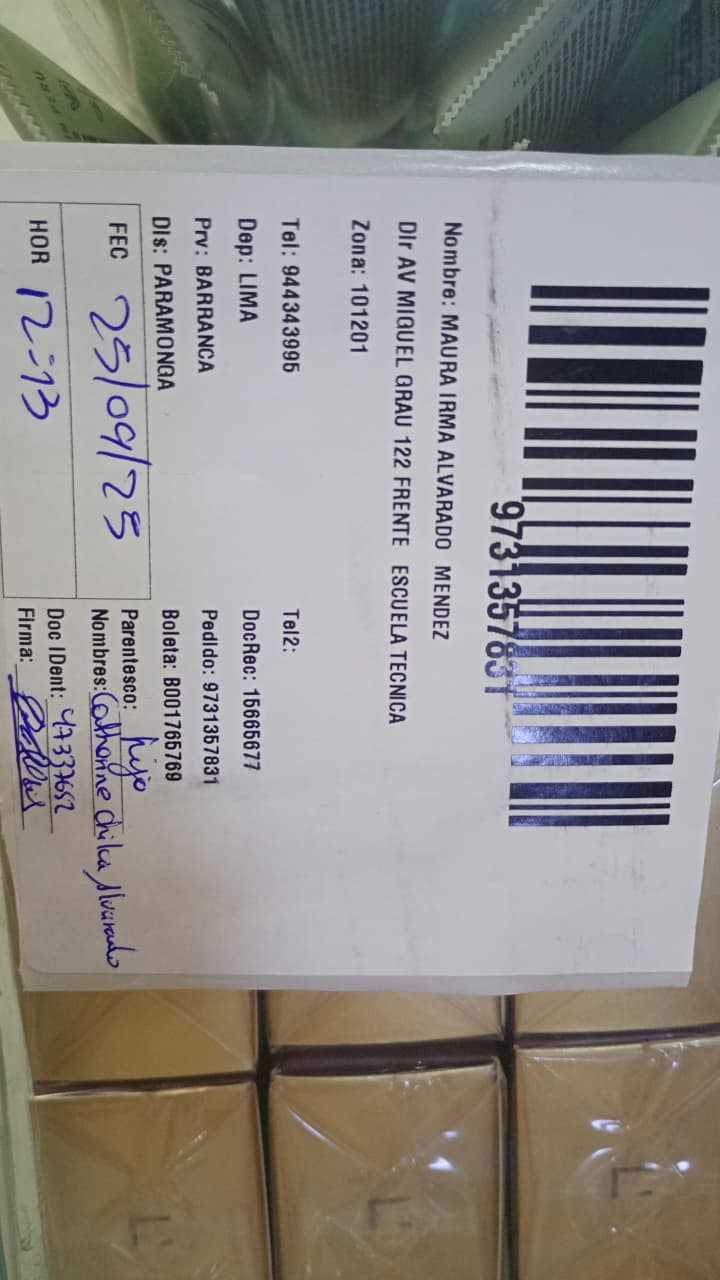 9731357831
Nombre: MAURA IRMA ALVARADO MENDEZ
Dir AV MIGUEL GRAU 122 FRENTE ESCUELA TECNICA
Zona: 101201
Tel: 944343995 Tel2:
Dep: LIMA DocRec: 15665677
Prv: BARRANCA Pedido: 9731357831
Dis: PARAMONGA Boleta: B001765769
FEC 25/09/25 Parentesco: hijo
Nombres: Catherine chilca Alvarado
HOR 12:13 Doc IDent: 47337652
Firma:
L'
L'
L'